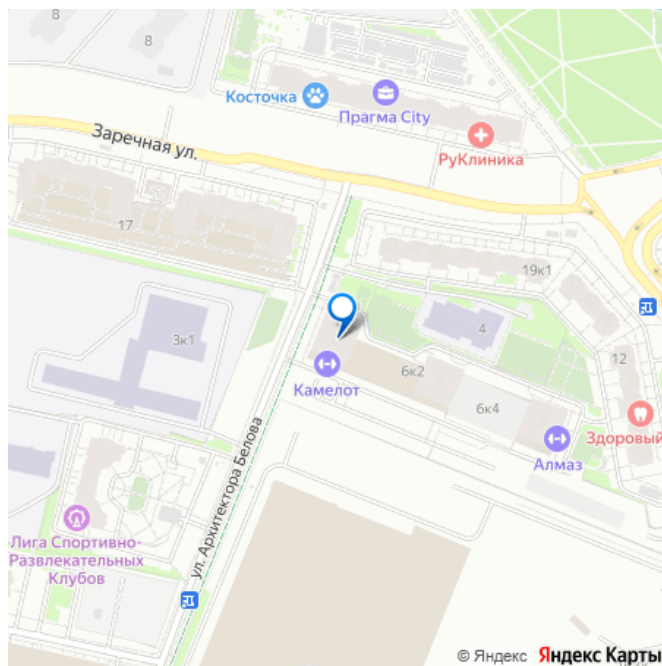 8
8
Косточка
Прагма City
РуКлиника
Заречная ул.
17
19к1
3к1
4
12
6к2
Камелот
6к4
Здоровый
Алмаз
ул. Архитектора Белова
Лига Спортивно-
Развлекательных
Клубов
© Яндекс Яндекс Карты